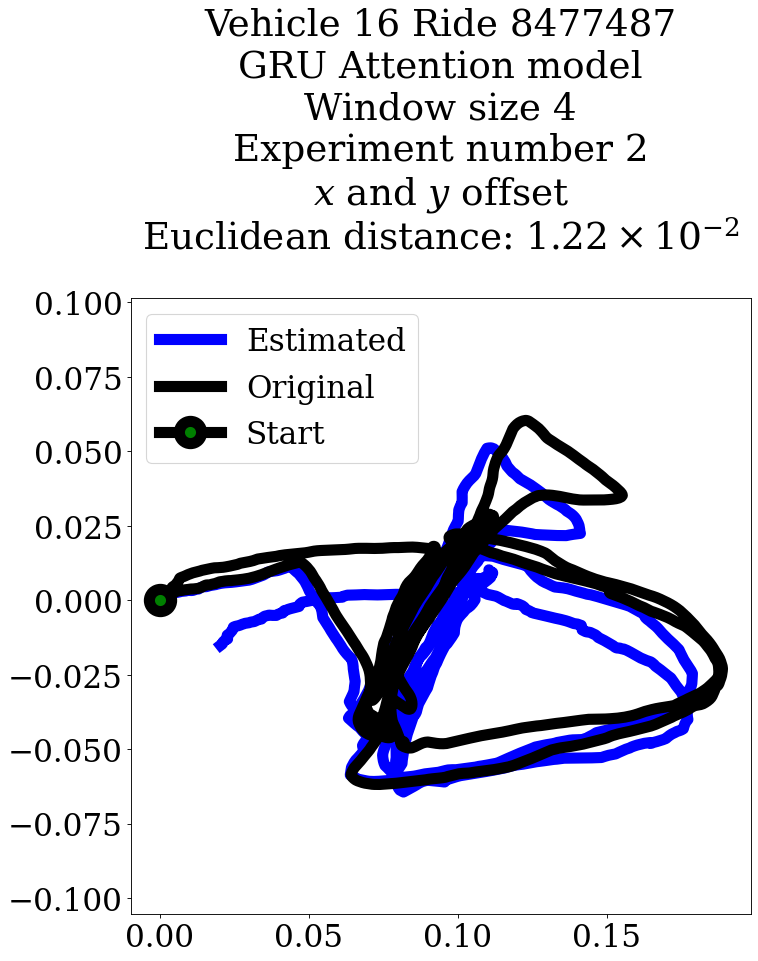 Vehicle 16 Ride 8477487
GRU Attention model
Window size 4
Experiment number 2
x and y offset
Euclidean distance: 1.22 × 10⁻²
0.100
0.075
0.050
0.025
0.000
−0.025
−0.050
−0.075
−0.100
Estimated
Original
Start
0.00 0.05 0.10 0.15